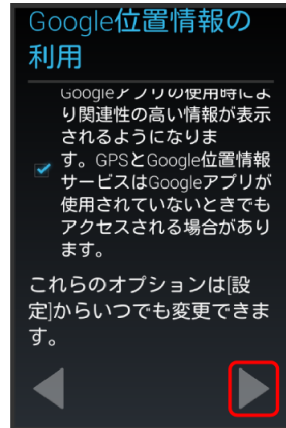 Google位置情報の
利用
Googleアプリの使用時によ
り関連性の高い情報が表示
されるようになりま
す。GPSとGoogle位置情報
サービスはGoogleアプリが
使用されていないときでも
アクセスされる場合があり
ます。
これらのオプションは[設
定]からいつでも変更できま
す。